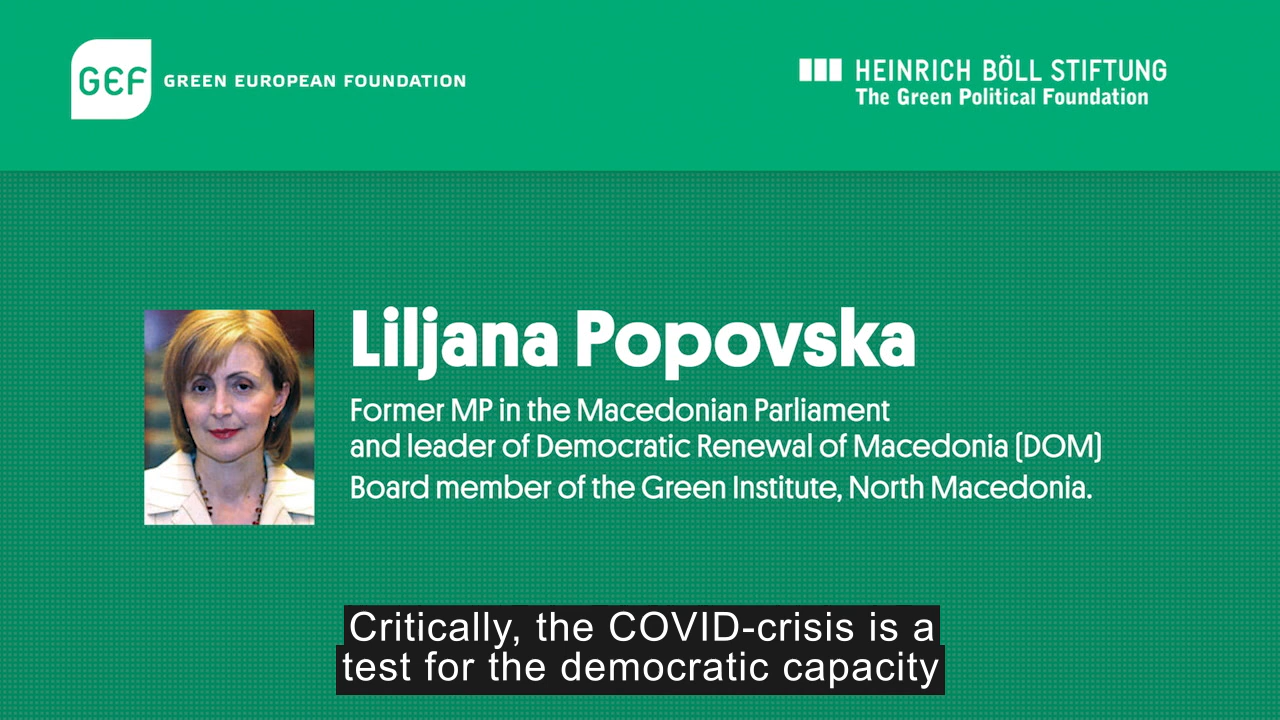 GEF GREEN EUROPEAN FOUNDATION
HEINRICH BÖLL STIFTUNG
The Green Political Foundation
Liljana Popovska
Former MP in the Macedonian Parliament
and leader of Democratic Renewal of Macedonia (DOM)
Board member of the Green Institute, North Macedonia.
Critically, the COVID-crisis is a
test for the democratic capacity